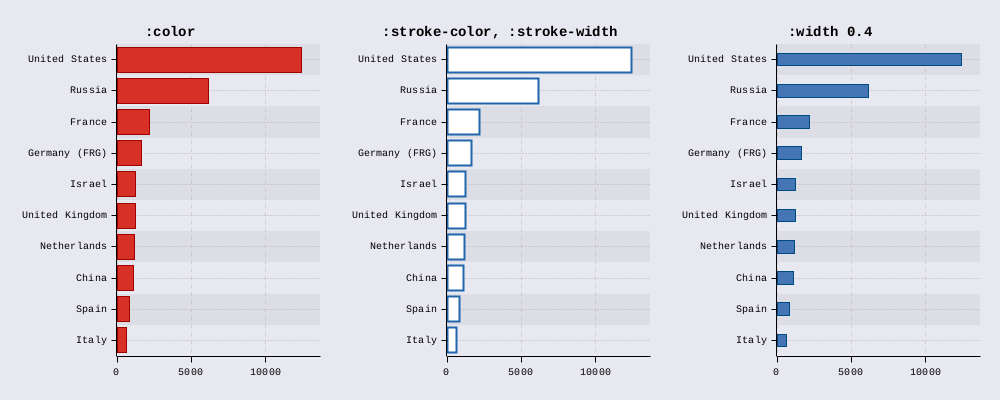 :color
United States
Russia
France
Germany (FRG)
Israel
United Kingdom
Netherlands
China
Spain
Italy
0 5000 10000
:stroke-color, :stroke-width
United States
Russia
France
Germany (FRG)
Israel
United Kingdom
Netherlands
China
Spain
Italy
0 5000 10000
:width 0.4
United States
Russia
France
Germany (FRG)
Israel
United Kingdom
Netherlands
China
Spain
Italy
0 5000 10000